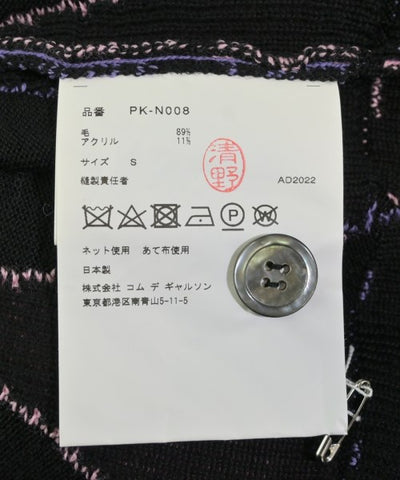 品番 PK-N008
毛 89%
アクリル 11%
清野
サイズ S
縫製責任者 AD2022
ネット使用 あて布使用
日本製
株式会社 コム デ ギャルソン
東京都港区南青山5-11-5